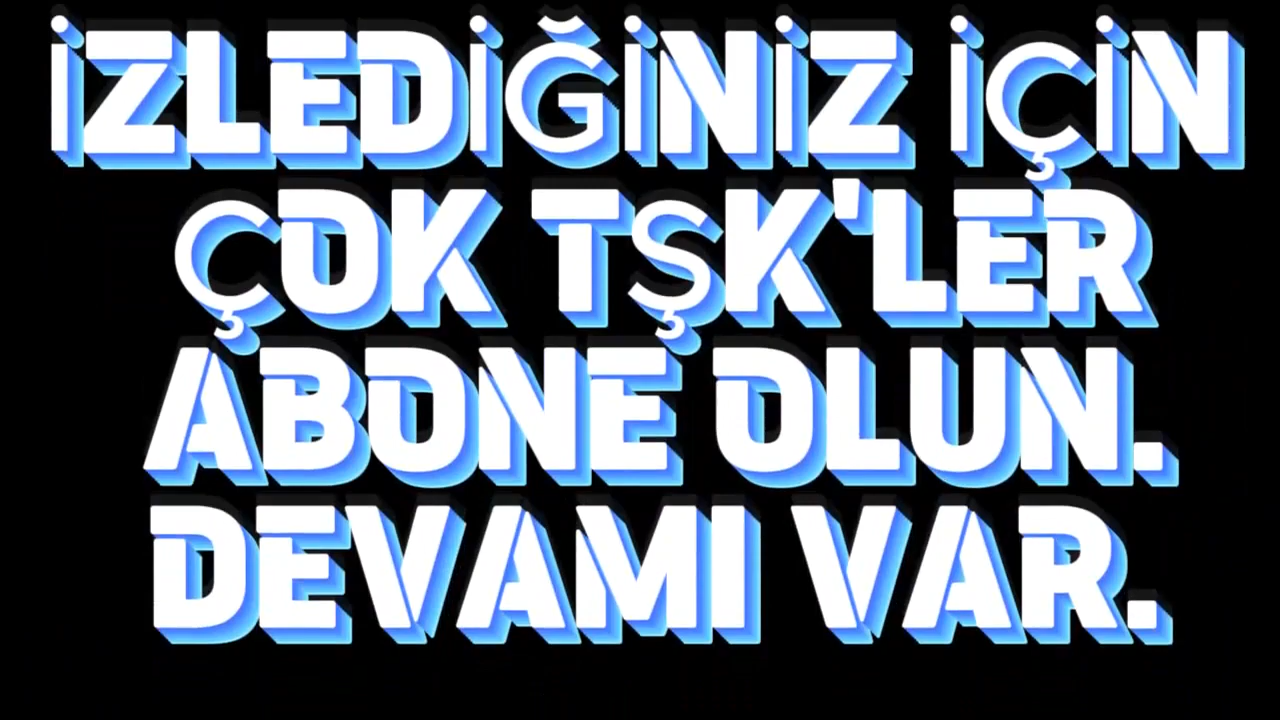 İZLEDİĞİNİZ İÇİN
ÇOK TŞK'LER
ABONE OLUN.
DEVAMI VAR.